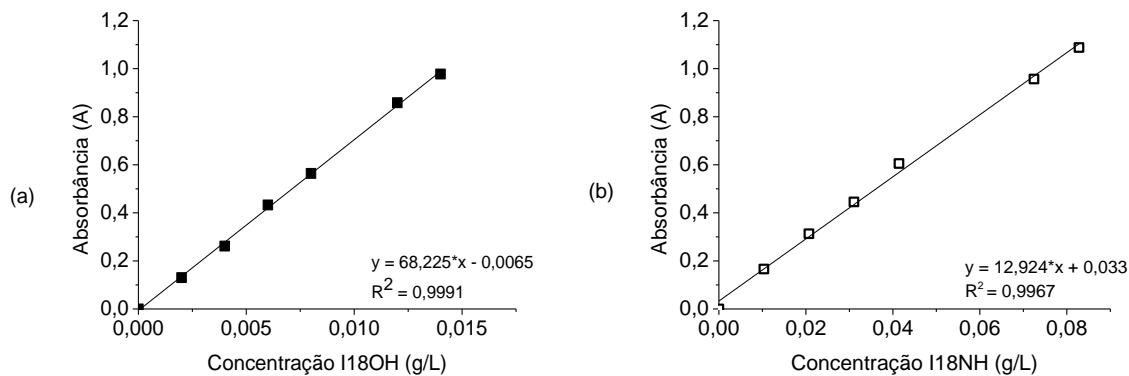 (a)
Absorbância (A)
1,2
1,0
0,8
0,6
0,4
0,2
0,0
y = 68,225*x - 0,0065
R² = 0,9991
0,000 0,005 0,010 0,015
Concentração I18OH (g/L)
(b)
Absorbância (A)
1,2
1,0
0,8
0,6
0,4
0,2
0,0
y = 12,924*x + 0,033
R² = 0,9967
0,00 0,02 0,04 0,06 0,08
Concentração I18NH (g/L)